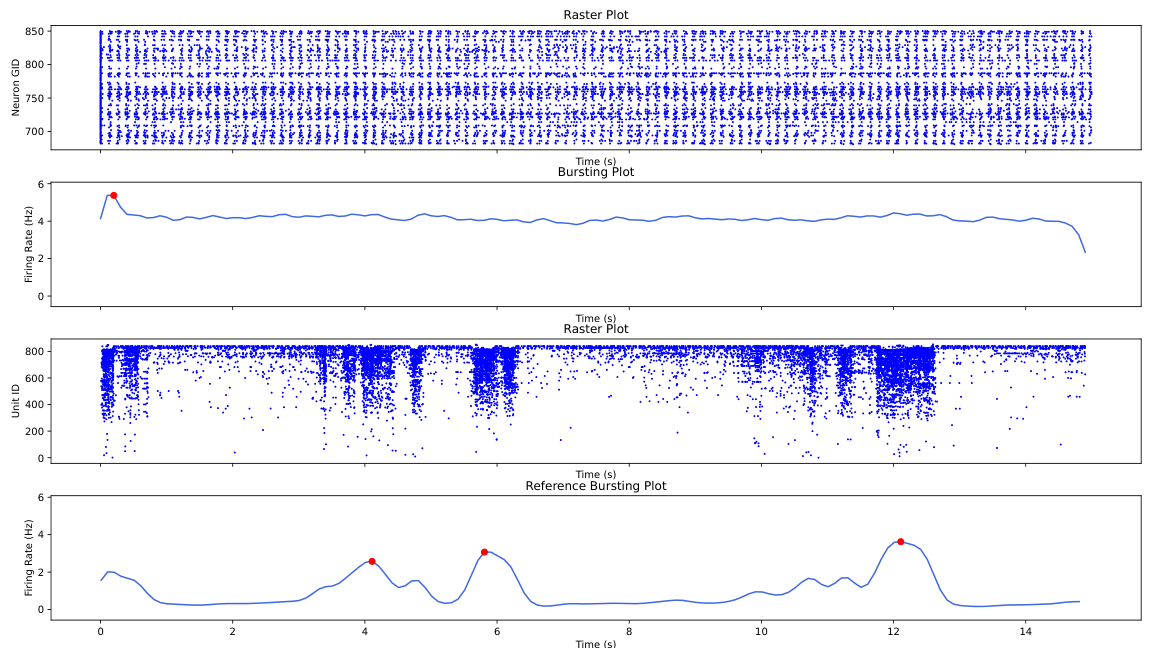 Raster Plot
850
800
750
700
Neuron GID
Time (s)
Bursting Plot
6
4
2
0
Firing Rate (Hz)
Time (s)
Raster Plot
800
600
400
200
0
Unit ID
Time (s)
Reference Bursting Plot
6
4
2
0
Firing Rate (Hz)
0 2 4 6 8 10 12 14
Time (s)